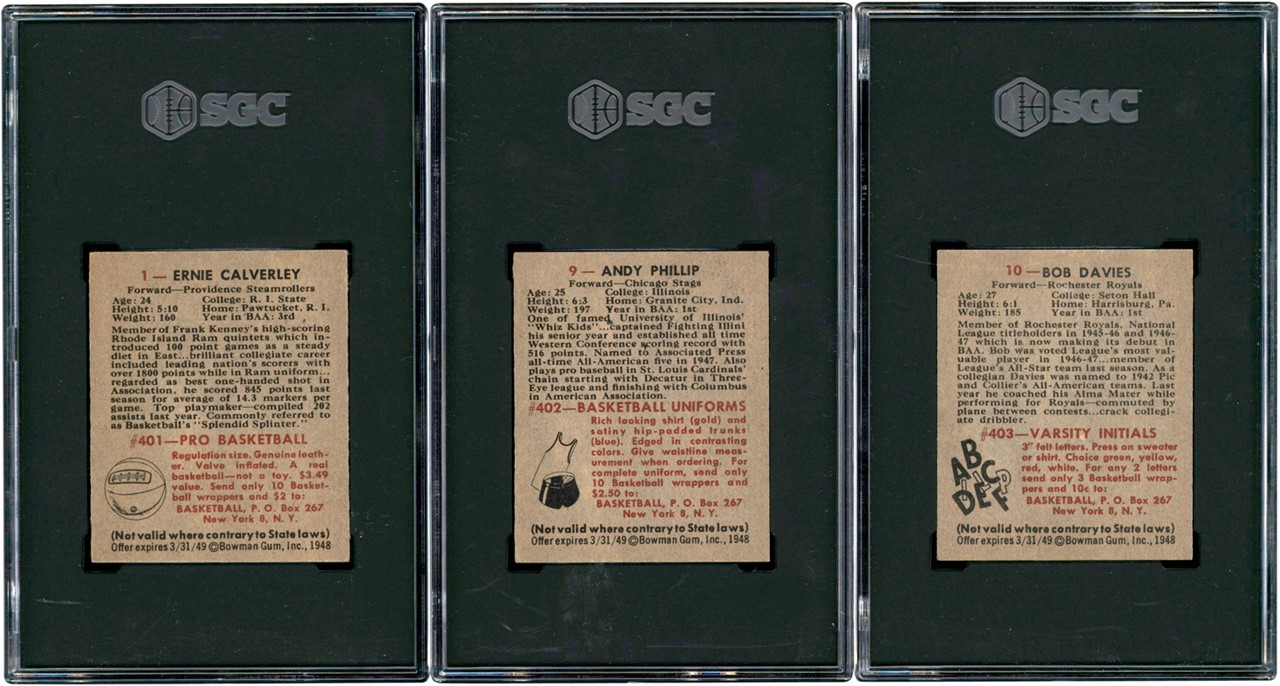 SGC
1 — ERNIE CALVERLEY
Forward—Providence Steamrollers
Age: 24 College: R. I. State
Height: 5:10 Home: Pawtucket, R. I.
Weight: 160 Year in BAA: 3rd
Member of Frank Kenney's high-scoring
Rhode Island Ram quintets which in-
troduced 100 point games as a steady
diet in East...brilliant collegiate career
included leading nation's scorers with
over 1800 points while in Ram uniform...
regarded as best one-handed shot in
Association, he scored 845 points last
season for average of 14.3 markers per
game. Top playmaker—compiled 202
assists last year. Commonly referred to
as Basketball's "Splendid Splinter."
#401—PRO BASKETBALL
Regulation size. Genuine leath-
er. Valve inflated. A real
basketball—not a toy. $3.49
value. Send only 10 Basket-
ball wrappers and $2 to:
BASKETBALL, P. O. Box 267
New York 8, N. Y.
(Not valid where contrary to State laws)
Offer expires 3/31/49 ©Bowman Gum, Inc., 1948
SGC
9 — ANDY PHILLIP
Forward—Chicago Stags
Age: 25 College: Illinois
Height: 6:3 Home: Granite City, Ind.
Weight: 197 Year in BAA: 1st
One of famed University of Illinois'
"Whiz Kids"...captained Fighting Illini
his senior year and established all time
Western Conference scoring record with
516 points. Named to Associated Press
all-time All-American five in 1947. Also
plays pro baseball in St. Louis Cardinals'
chain starting with Decatur in Three-
Eye league and finishing with Columbus
in American Association.
#402—BASKETBALL UNIFORMS
Rich looking shirt (gold) and
satiny hip-padded trunks
(blue). Edged in contrasting
colors. Give waistline meas-
urement when ordering. For
complete uniform, send only
10 Basketball wrappers and
$2.50 to:
BASKETBALL, P. O. Box 267
New York 8, N. Y.
(Not valid where contrary to State laws)
Offer expires 3/31/49 ©Bowman Gum, Inc., 1948
SGC
10 — BOB DAVIES
Forward—Rochester Royals
Age: 27 College: Seton Hall
Height: 6:1 Home: Harrisburg, Pa.
Weight: 185 Year in BAA: 1st
Member of Rochester Royals, National
League titleholders in 1945-46 and 1946-
47 which is now making its debut in
BAA. Bob was voted League's most val-
uable player in 1946-47...member of
League's All-Star team last season. As a
collegian Davies was named to 1942 Pic
and Collier's All-American teams. Last
year he coached his Alma Mater while
performing for Royals—commuted by
plane between contests...crack collegi-
ate dribbler.
#403—VARSITY INITIALS
3" felt letters. Press on sweater
or shirt. Choice green, yellow,
red, white. For any 2 letters
send only 3 Basketball wrap-
pers and 10c to:
BASKETBALL, P. O. Box 267
New York 8, N. Y.
(Not valid where contrary to State laws)
Offer expires 3/31/49 ©Bowman Gum, Inc., 1948